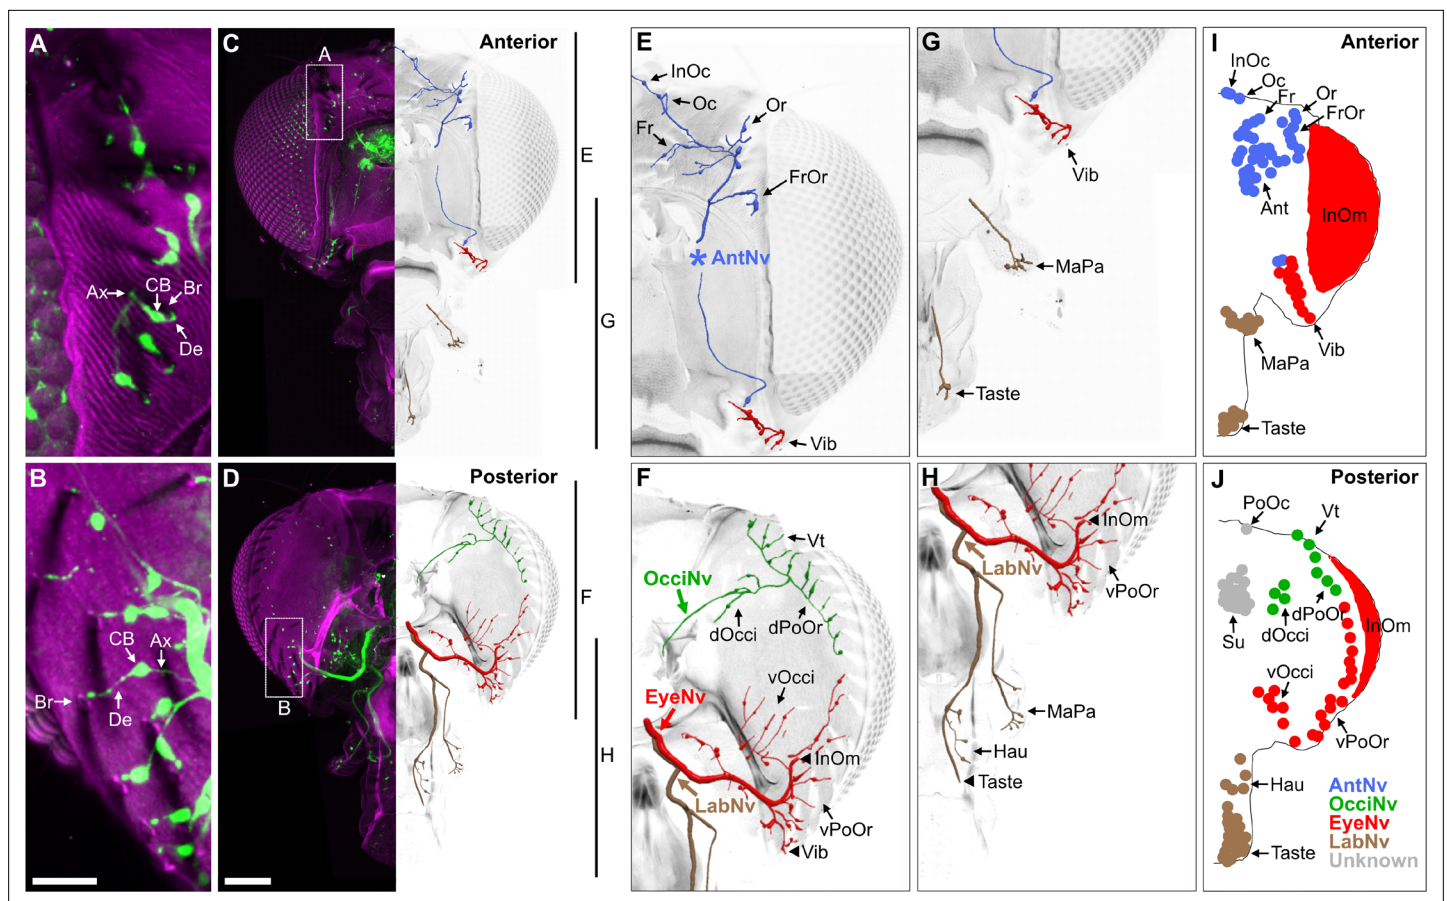 A
Ax
CB
Br
De
B
CB
Ax
Br
De
C
Anterior
A
E
G
D
Posterior
B
F
H
E
InOc
Oc
Or
Fr
FrOr
*AntNv
Vib
F
Vt
OcciNv
dOcci
dPoOr
vOcci
EyeNv
InOm
LabNv
vPoOr
Vib
G
Vib
MaPa
Taste
H
InOm
LabNv
vPoOr
MaPa
Hau
Taste
I
Anterior
InOc
Oc
Fr
Or
FrOr
Ant
InOm
Vib
MaPa
Taste
J
Posterior
PoOc
Vt
Su
dOcci
dPoOr
InOm
vOcci
vPoOr
Hau
Taste
AntNv
OcciNv
EyeNv
LabNv
Unknown